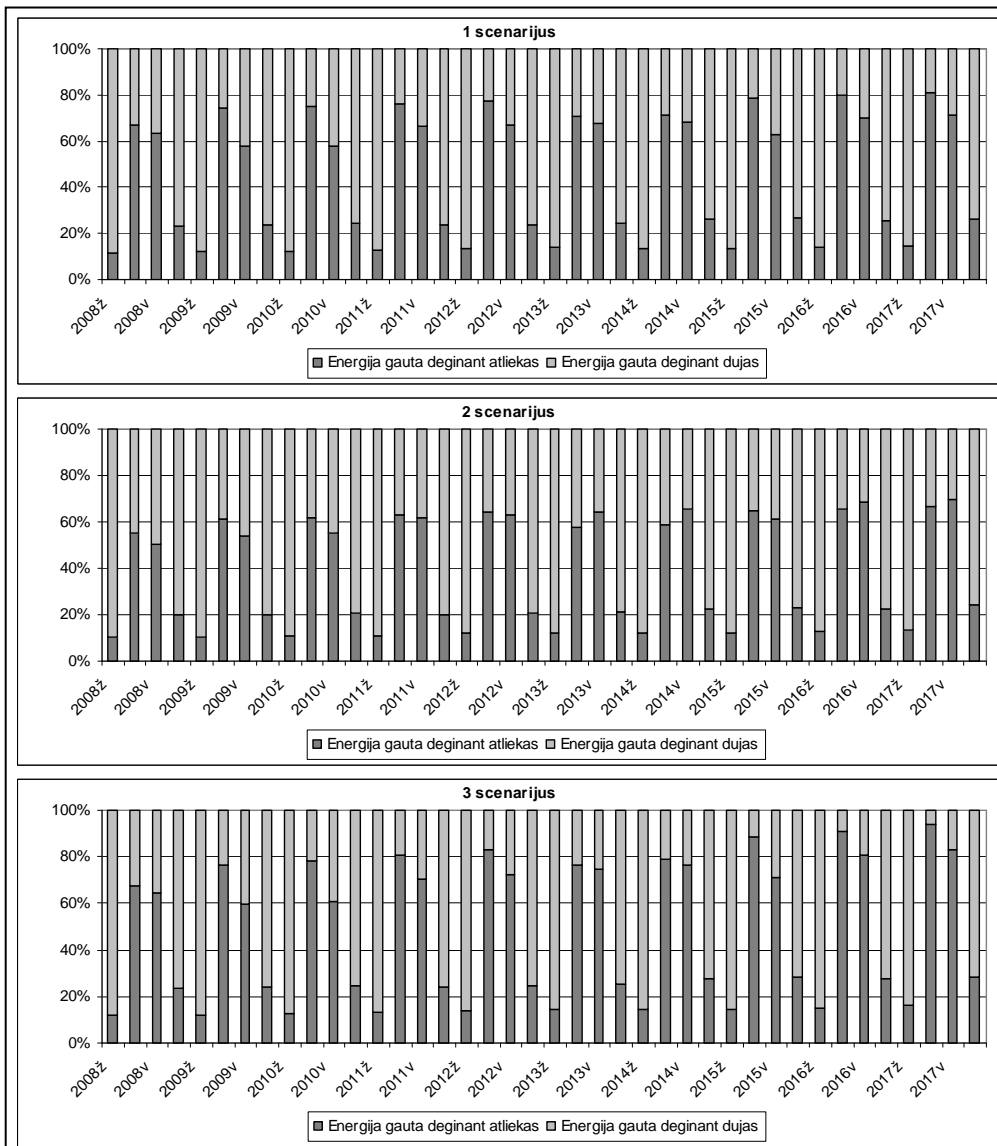 1 scenarijus
100%
80%
60%
40%
20%
0%
2008ž 2008v 2009ž 2009v 2010ž 2010v 2011ž 2011v 2012ž 2012v 2013ž 2013v 2014ž 2014v 2015ž 2015v 2016ž 2016v 2017ž 2017v
Energija gauta deginant atliekas Energija gauta deginant dujas
2 scenarijus
100%
80%
60%
40%
20%
0%
2008ž 2008v 2009ž 2009v 2010ž 2010v 2011ž 2011v 2012ž 2012v 2013ž 2013v 2014ž 2014v 2015ž 2015v 2016ž 2016v 2017ž 2017v
Energija gauta deginant atliekas Energija gauta deginant dujas
3 scenarijus
100%
80%
60%
40%
20%
0%
2008ž 2008v 2009ž 2009v 2010ž 2010v 2011ž 2011v 2012ž 2012v 2013ž 2013v 2014ž 2014v 2015ž 2015v 2016ž 2016v 2017ž 2017v
Energija gauta deginant atliekas Energija gauta deginant dujas